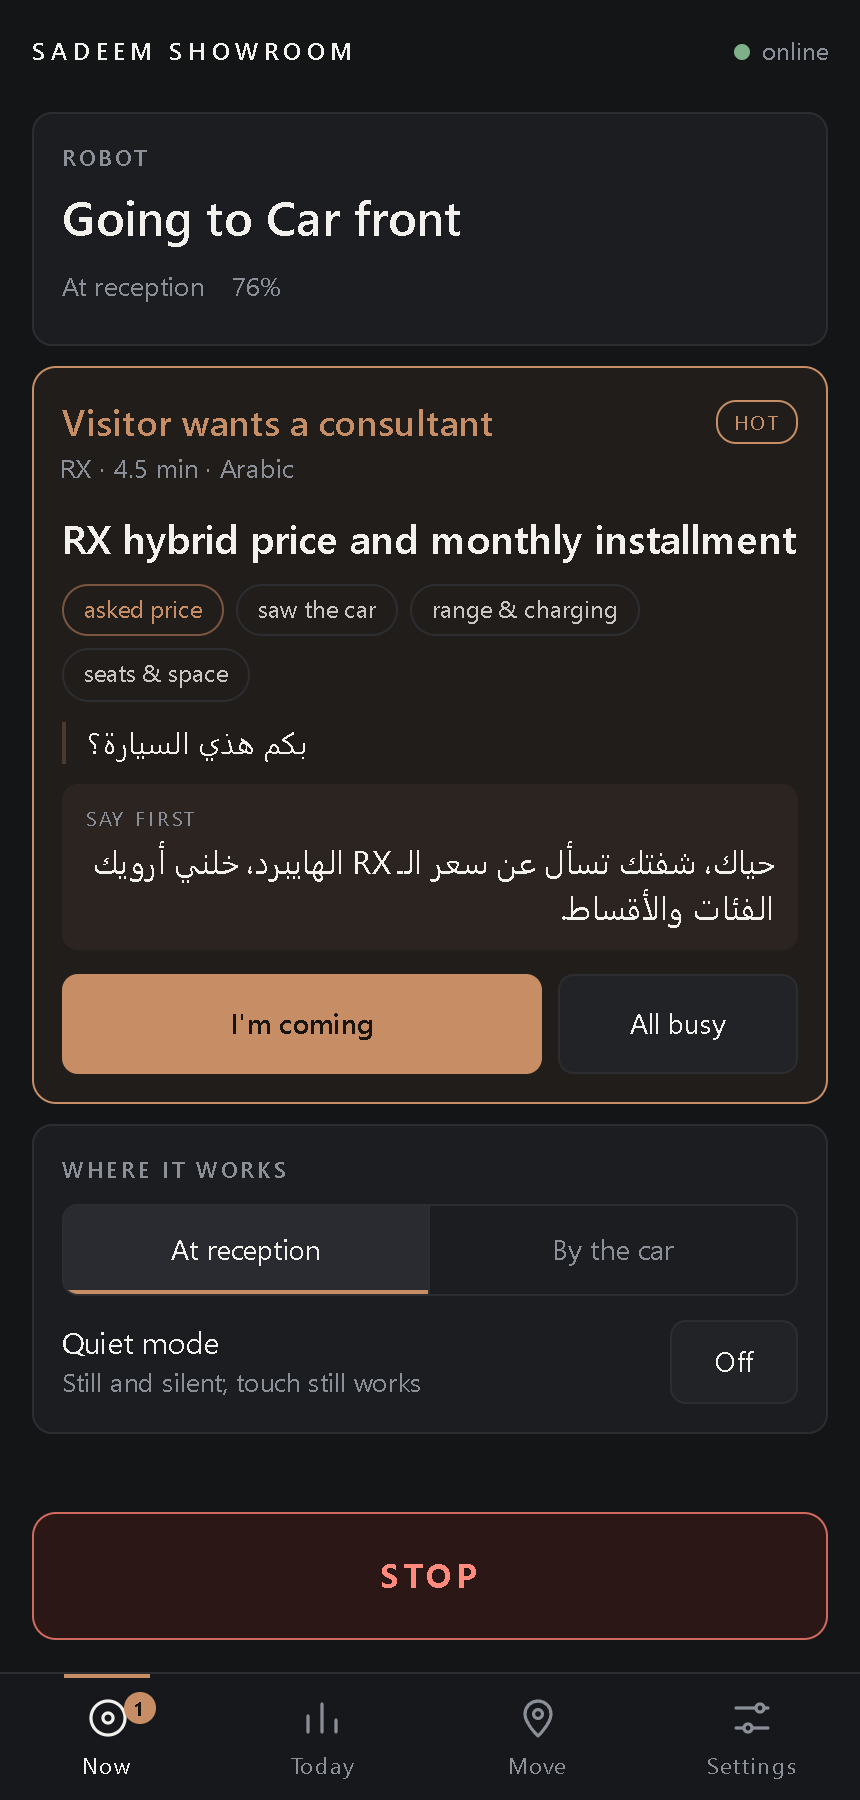 SADEEM SHOWROOM
online
ROBOT
Going to Car front
At reception 76%
Visitor wants a consultant
HOT
RX · 4.5 min · Arabic
RX hybrid price and monthly installment
asked price
saw the car
range & charging
seats & space
بكم هذي السيارة؟
SAY FIRST
حياك، شفتك تسأل عن سعر الـ RX الهايبرد، خلني أرويك
الفئات والأقساط.
I'm coming
All busy
WHERE IT WORKS
At reception
By the car
Quiet mode
Still and silent; touch still works
Off
STOP
1
Now
Today
Move
Settings